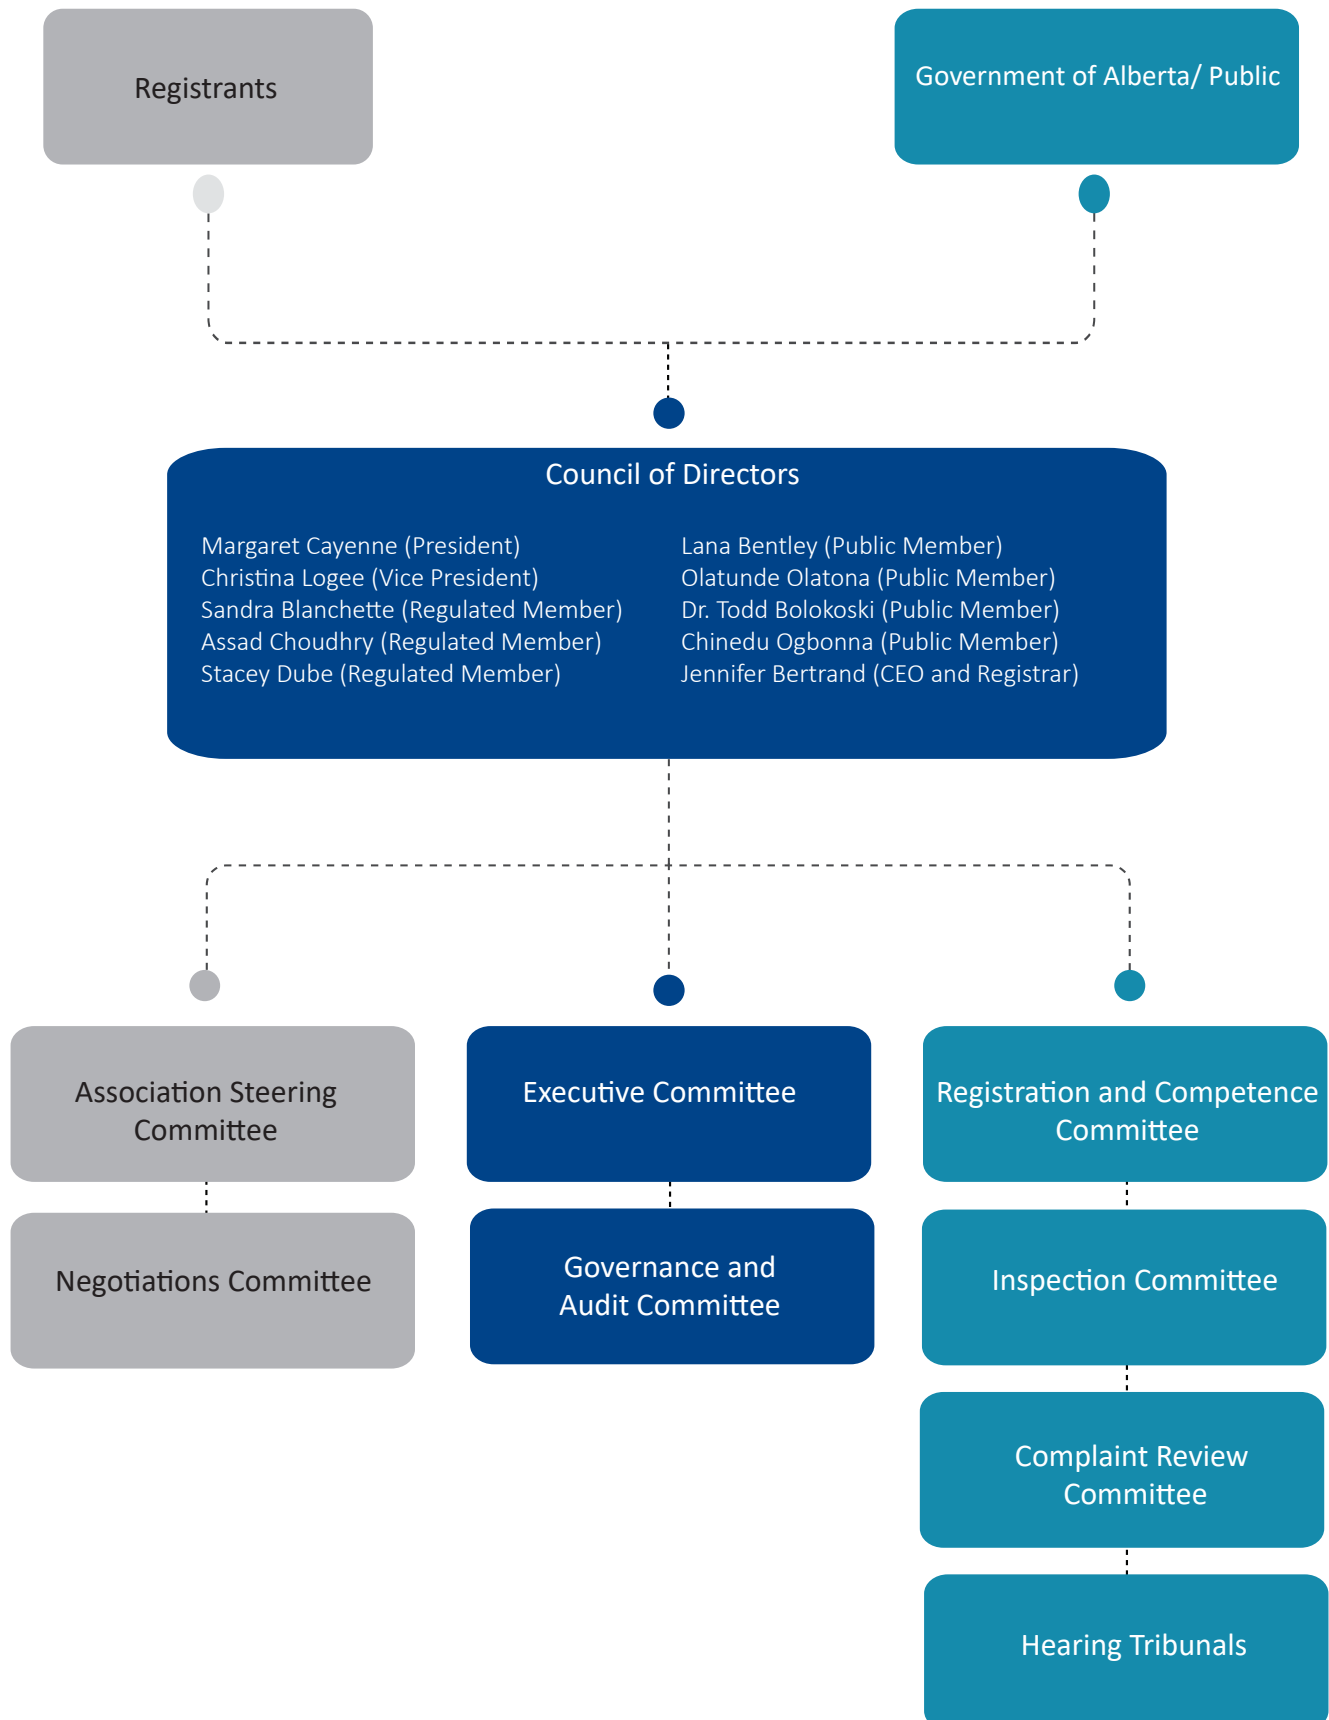 Registrants
Government of Alberta/ Public
Council of Directors
Margaret Cayenne (President)
Christina Logee (Vice President)
Sandra Blanchette (Regulated Member)
Assad Choudhry (Regulated Member)
Stacey Dube (Regulated Member)
Lana Bentley (Public Member)
Olatunde Olatona (Public Member)
Dr. Todd Bolokoski (Public Member)
Chinedu Ogbonna (Public Member)
Jennifer Bertrand (CEO and Registrar)
Association Steering
Committee
Negotiations Committee
Executive Committee
Governance and
Audit Committee
Registration and Competence
Committee
Inspection Committee
Complaint Review
Committee
Hearing Tribunals